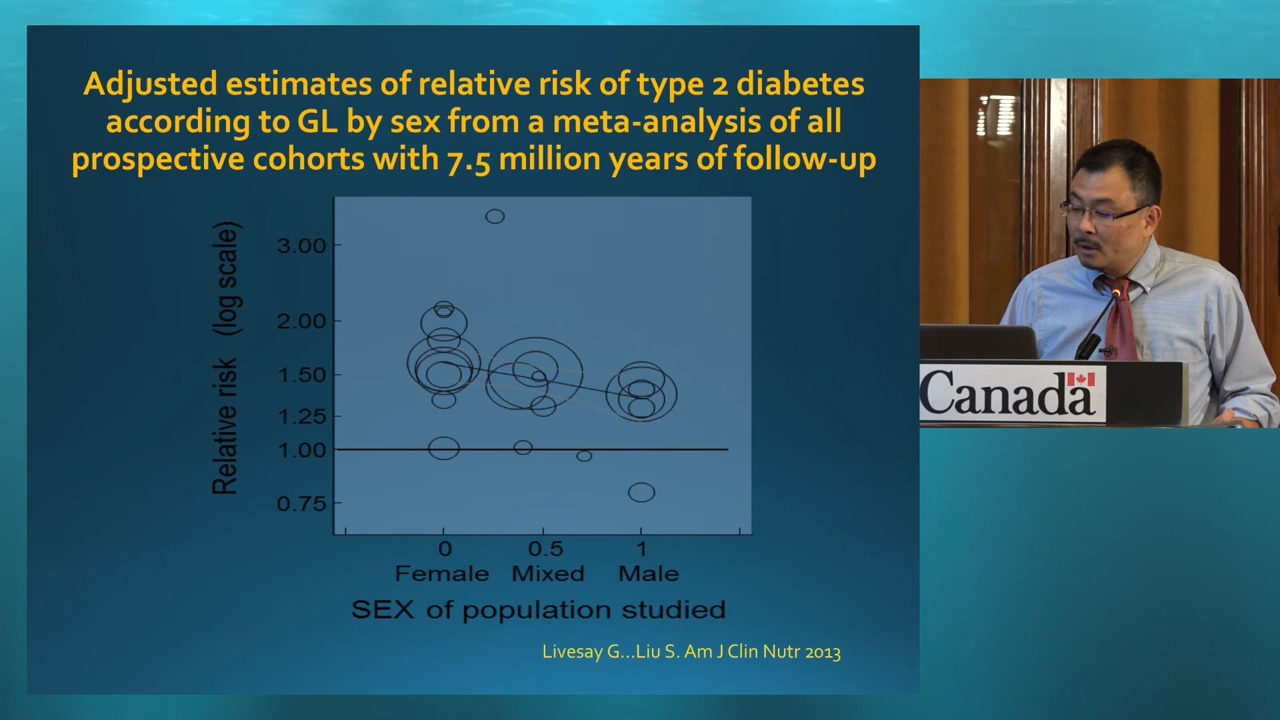 Adjusted estimates of relative risk of type 2 diabetes
according to GL by sex from a meta-analysis of all
prospective cohorts with 7.5 million years of follow-up
Relative risk (log scale)
3.00
2.00
1.50
1.25
1.00
0.75
0 0.5 1
Female Mixed Male
SEX of population studied
Livesay G...Liu S. Am J Clin Nutr 2013
Canada